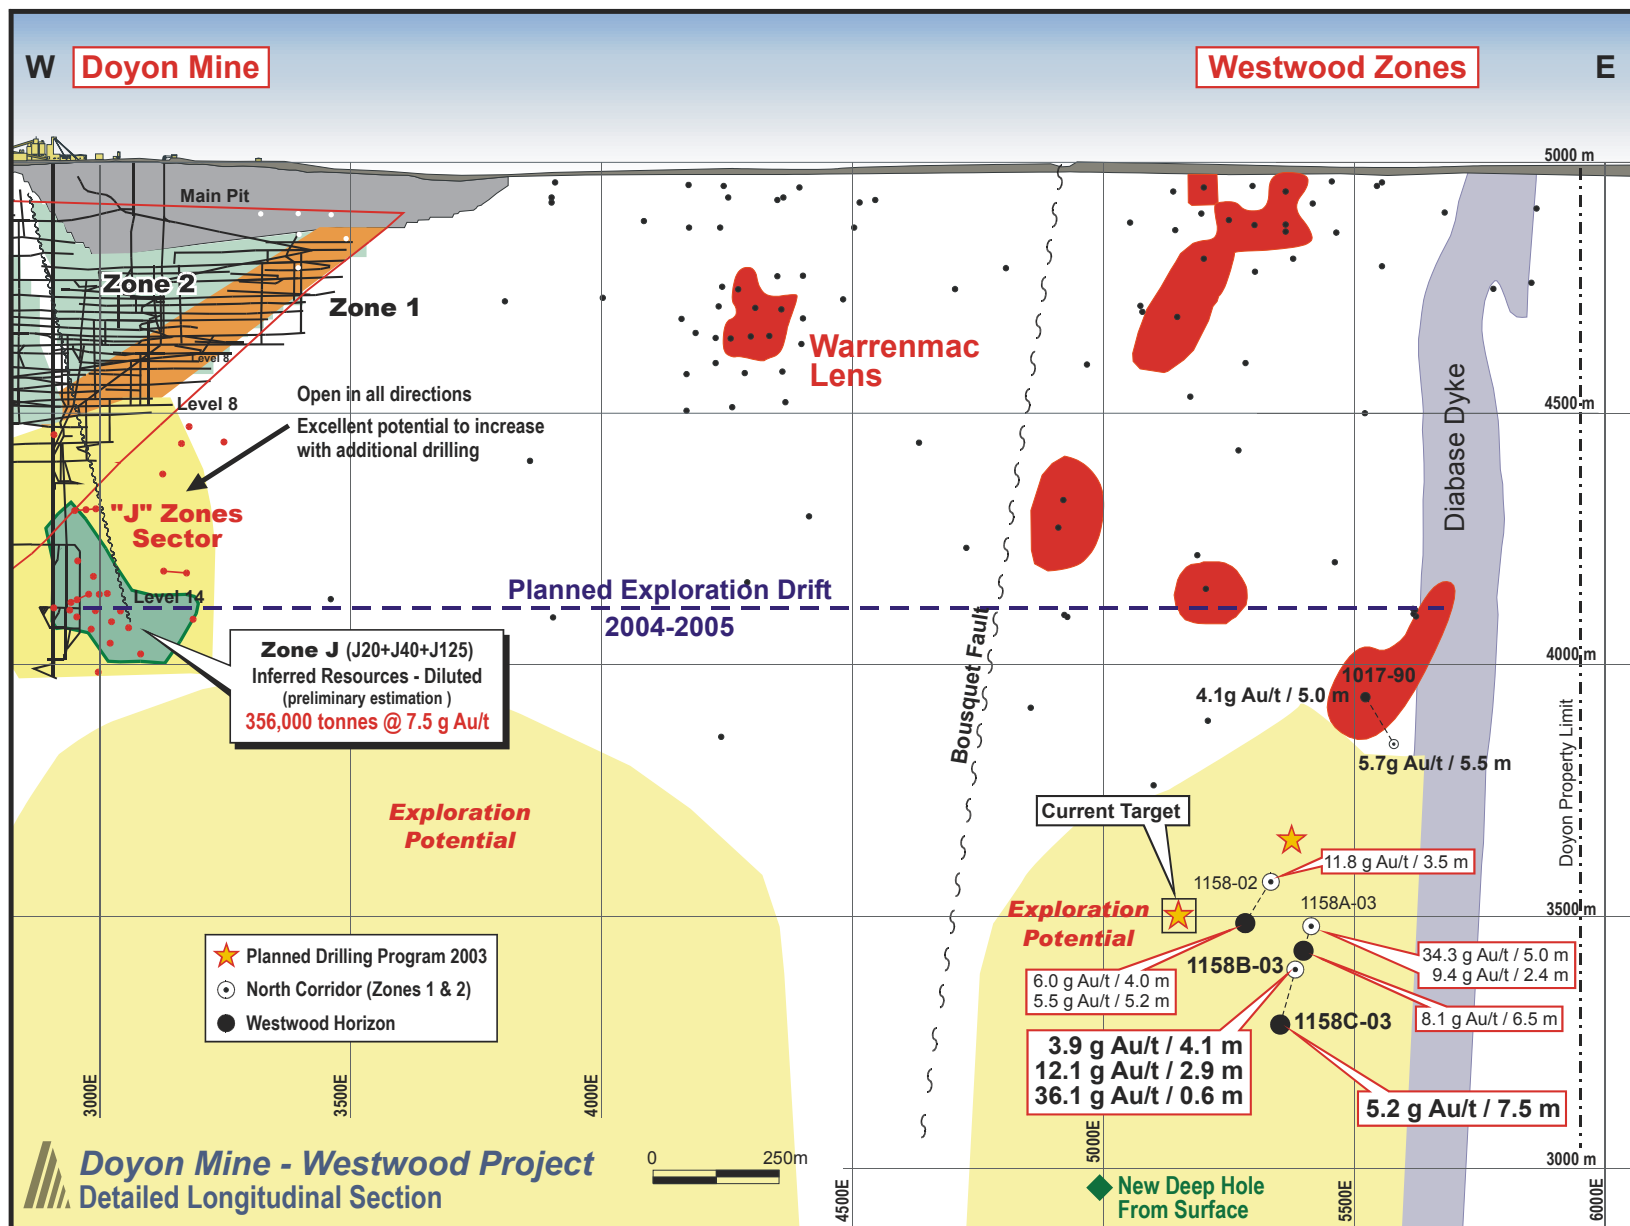 W
Doyon Mine
Westwood Zones
E
5000 m
Main Pit
Zone 2
Zone 1
Level 8
Warrenmac
Lens
Level 8
Open in all directions
Excellent potential to increase
with additional drilling
4500 m
Diabase Dyke
"J" Zones
Sector
Level 14
Planned Exploration Drift
2004-2005
Bousquet Fault
Zone J (J20+J40+J125)
Inferred Resources - Diluted
(preliminary estimation )
356,000 tonnes @ 7.5 g Au/t
4000 m
1017-90
4.1g Au/t / 5.0 m
5.7g Au/t / 5.5 m
Doyon Property Limit
Exploration
Potential
Current Target
11.8 g Au/t / 3.5 m
1158-02
1158A-03
Exploration
Potential
3500 m
34.3 g Au/t / 5.0 m
9.4 g Au/t / 2.4 m
1158B-03
6.0 g Au/t / 4.0 m
5.5 g Au/t / 5.2 m
8.1 g Au/t / 6.5 m
1158C-03
3.9 g Au/t / 4.1 m
12.1 g Au/t / 2.9 m
36.1 g Au/t / 0.6 m
5.2 g Au/t / 7.5 m
Planned Drilling Program 2003
North Corridor (Zones 1 & 2)
Westwood Horizon
3000E
3500E
4000E
4500E
5000E
5500E
6000E
3000 m
Doyon Mine - Westwood Project
Detailed Longitudinal Section
0
250m
New Deep Hole
From Surface